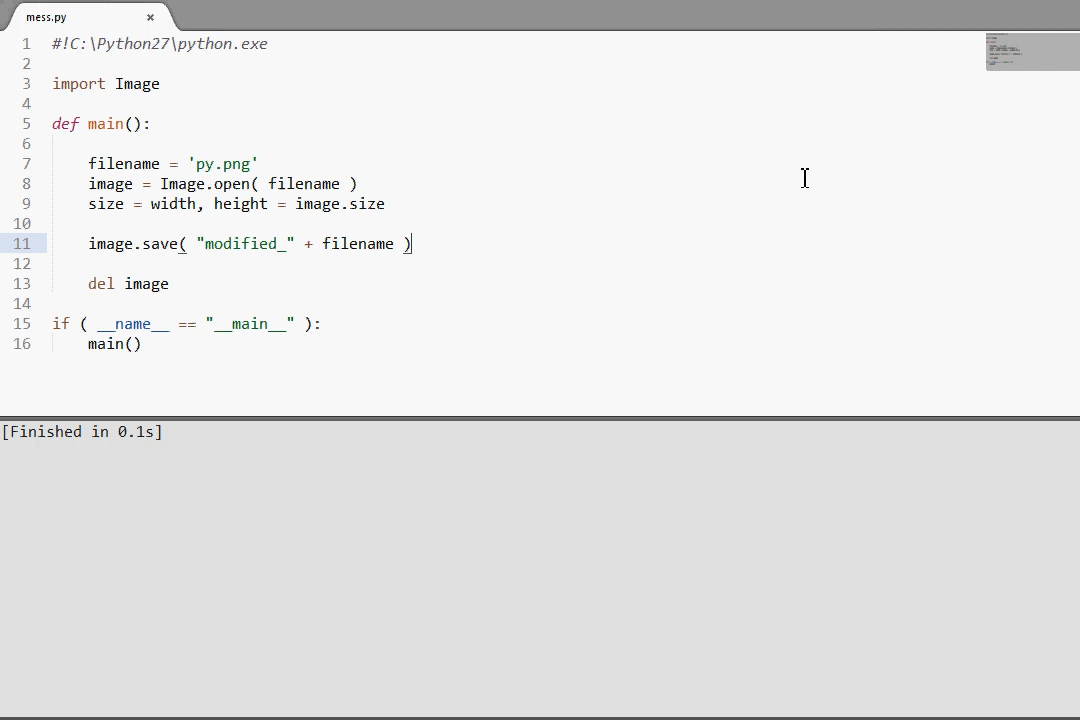 mess.py ×
1 #!C:\Python27\python.exe
2
3 import Image
4
5 def main():
6
7 filename = 'py.png'
8 image = Image.open( filename )
9 size = width, height = image.size
10
11 image.save( "modified_" + filename )
12
13 del image
14
15 if ( __name__ == "__main__" ):
16 main()
[Finished in 0.1s]